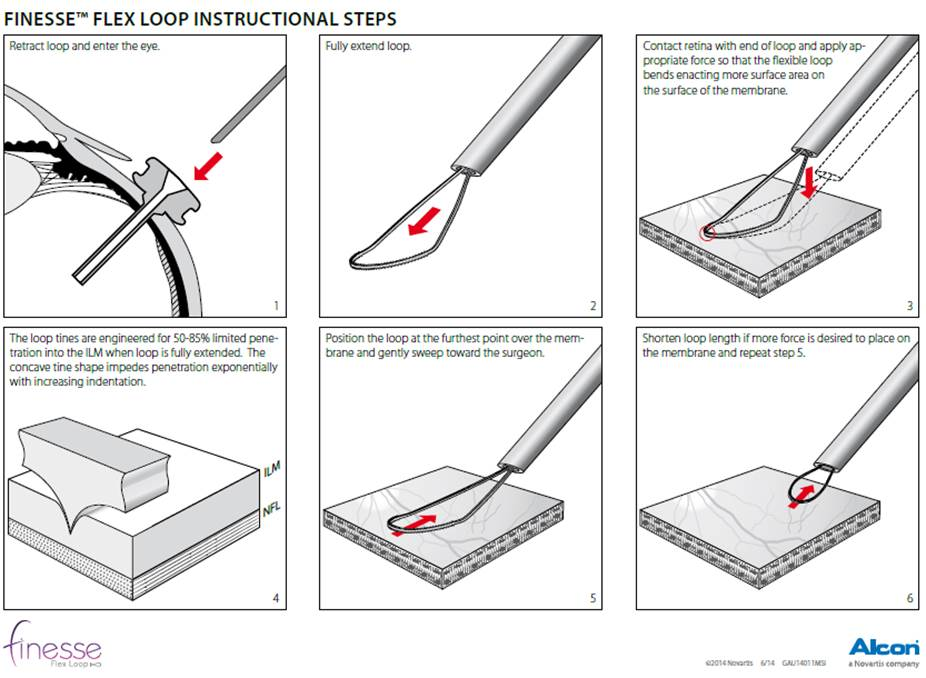 FINESSE™ FLEX LOOP INSTRUCTIONAL STEPS
Retract loop and enter the eye.
1
Fully extend loop.
2
Contact retina with end of loop and apply ap-
propriate force so that the flexible loop
bends enacting more surface area on
the surface of the membrane.
3
The loop tines are engineered for 50-85% limited pene-
tration into the ILM when loop is fully extended. The
concave tine shape impedes penetration exponentially
with increasing indentation.
ILM
NFL
4
Position the loop at the furthest point over the mem-
brane and gently sweep toward the surgeon.
5
Shorten loop length if more force is desired to place on
the membrane and repeat step 5.
6
finesse
Flex Loop
©2014 Novartis 6/14 GAU14011MSI
Alcon
a Novartis company